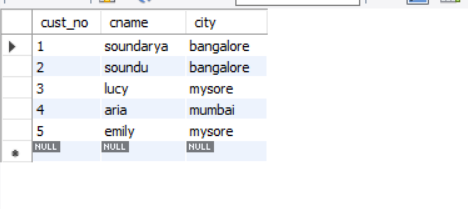 cust_no cname city
1 soundarya bangalore
2 soundu bangalore
3 lucy mysore
4 aria mumbai
5 emily mysore
NULL NULL NULL